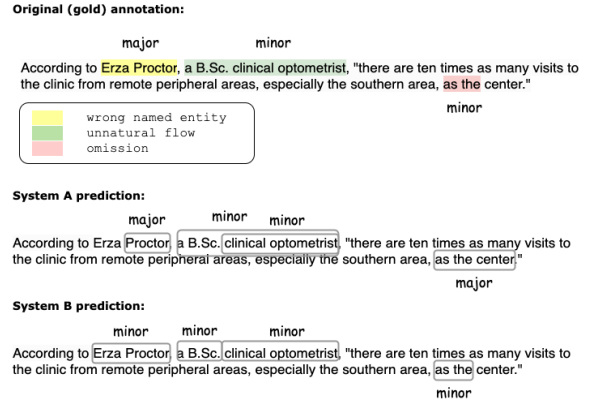 Original (gold) annotation:
major minor
According to Erza Proctor, a B.Sc. clinical optometrist, "there are ten times as many visits to
the clinic from remote peripheral areas, especially the southern area, as the center."
minor
wrong named entity
unnatural flow
omission
System A prediction:
major minor minor
According to Erza Proctor, a B.Sc. clinical optometrist, "there are ten times as many visits to
the clinic from remote peripheral areas, especially the southern area, as the center."
major
System B prediction:
minor minor minor
According to Erza Proctor, a B.Sc. clinical optometrist, "there are ten times as many visits to
the clinic from remote peripheral areas, especially the southern area, as the center."
minor